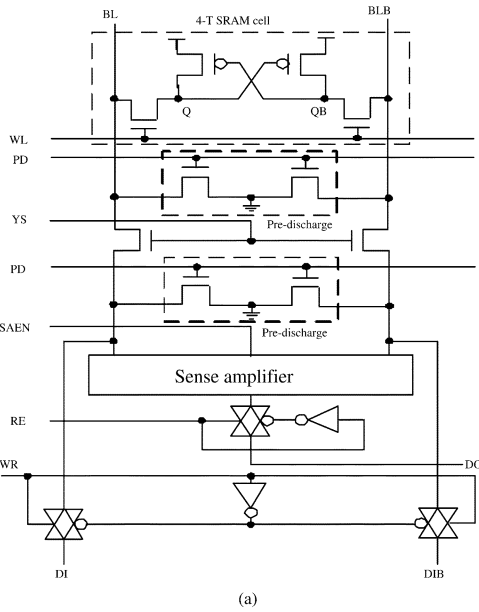 BL
4-T SRAM cell
BLB
Q
QB
WL
PD
YS
Pre-discharge
PD
SAEN
Pre-discharge
Sense amplifier
RE
WR
DO
DI
DIB
(a)